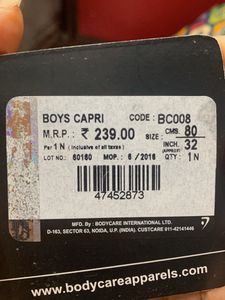 BOYS CAPRI CODE : BC008
M.R.P. : ₹ 239.00 SIZE : CMS. 80
Per 1 N (Inclusive of all taxes) INCH. 32
(APPROX)
LOT NO.: 60160 MOP. : 6 / 2016 QTY : 1 N
47452873
MFD. By : BODYCARE INTERNATIONAL LTD.
D-163, SECTOR 63, NOIDA, U.P. (INDIA). CUSTCARE 011-42141446
www.bodycareapparels.com